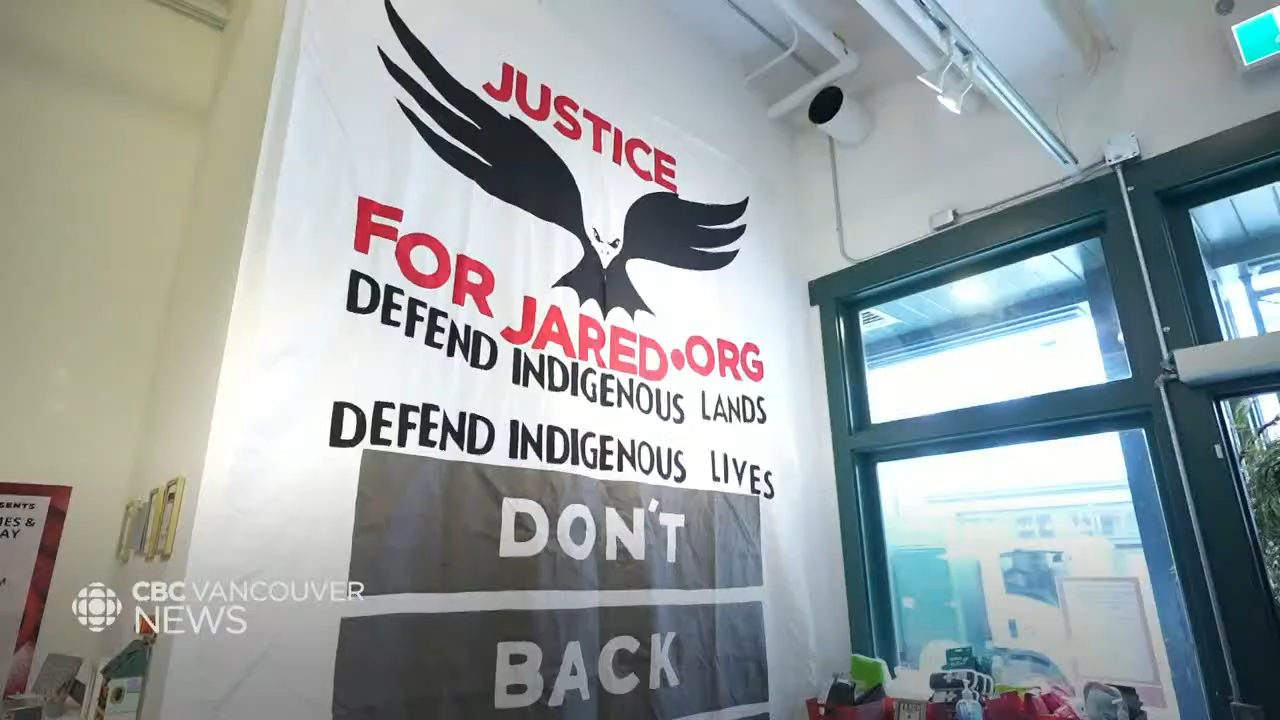 JUSTICE
FOR JARED•ORG
DEFEND INDIGENOUS LANDS
DEFEND INDIGENOUS LIVES
DON'T
BACK
CBC VANCOUVER
NEWS